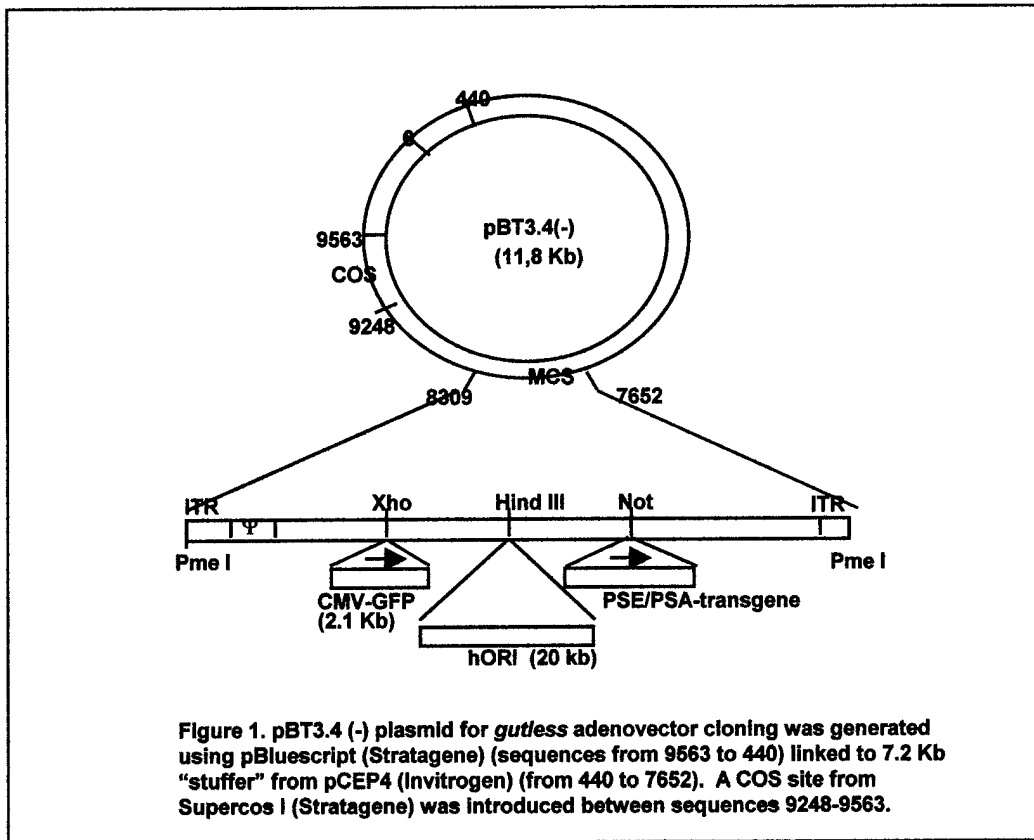 440
0
pBT3.4(-)
(11,8 Kb)
9563
COS
9248
MCS
8309
7652
ITR
Xho
Hind III
Not
ITR
Ψ
Pme I
Pme I
CMV-GFP
(2.1 Kb)
PSE/PSA-transgene
hORI (20 kb)
Figure 1. pBT3.4 (-) plasmid for gutless adenovector cloning was generated
using pBluescript (Stratagene) (sequences from 9563 to 440) linked to 7.2 Kb
"stuffer" from pCEP4 (Invitrogen) (from 440 to 7652). A COS site from
Supercos I (Stratagene) was introduced between sequences 9248-9563.